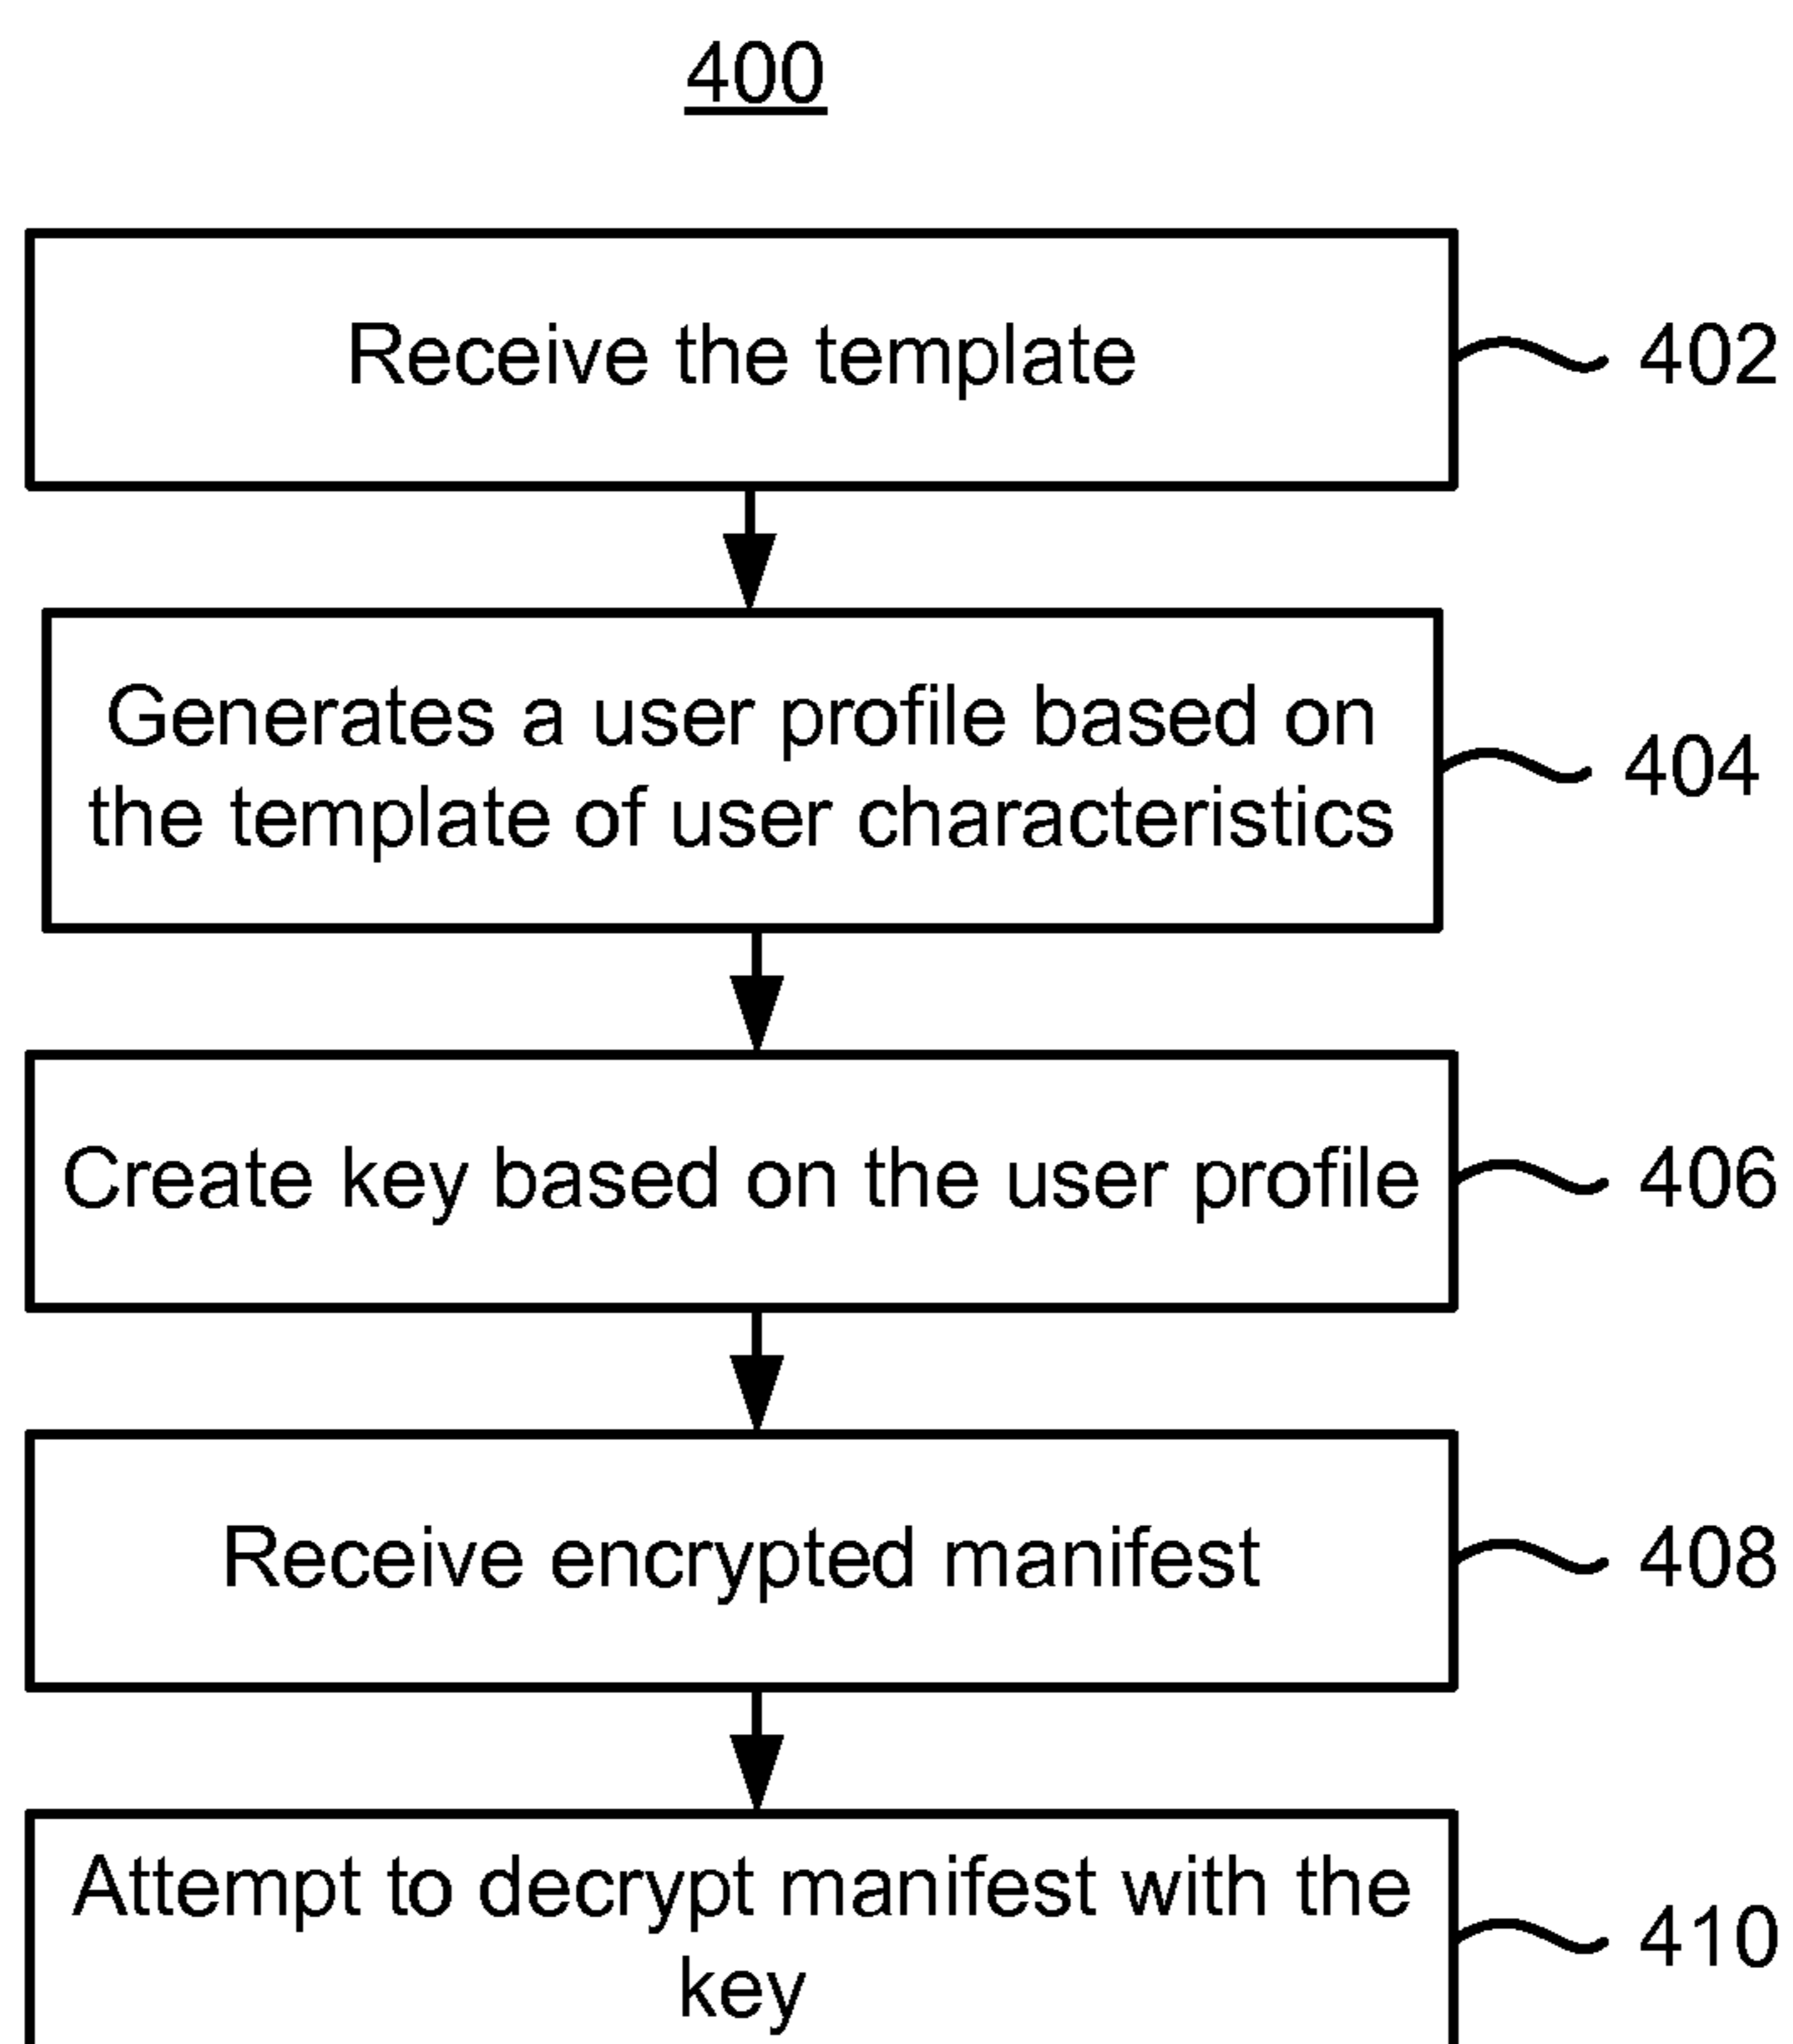 400
Receive the template
402
Generates a user profile based on
the template of user characteristics
404
Create key based on the user profile
406
Receive encrypted manifest
408
Attempt to decrypt manifest with the
key
410